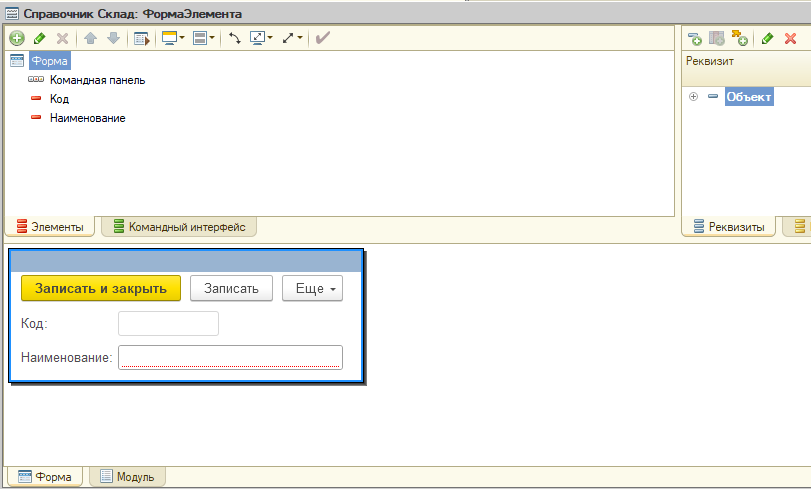 Справочник Склад: ФормаЭлемента
Форма
Командная панель
Код
Наименование
Элементы
Командный интерфейс
Реквизит
Объект
Реквизиты
Записать и закрыть
Записать
Еще
Код:
Наименование:
Форма
Модуль